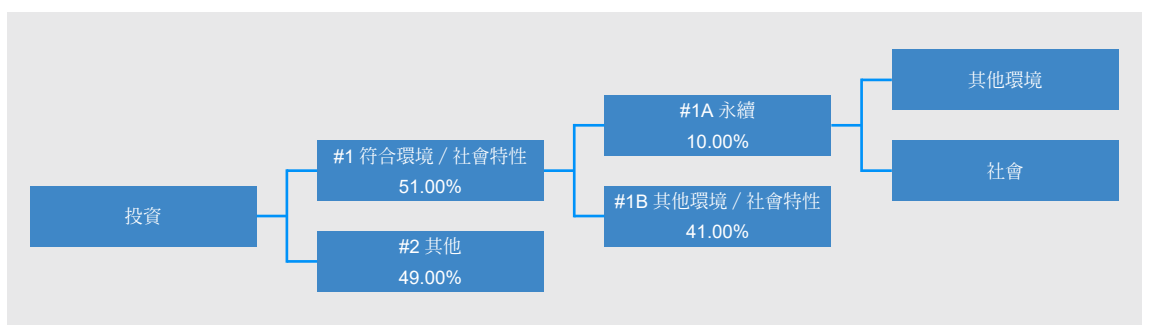 投資
#1 符合環境／社會特性
51.00%
#2 其他
49.00%
#1A 永續
10.00%
#1B 其他環境／社會特性
41.00%
其他環境
社會